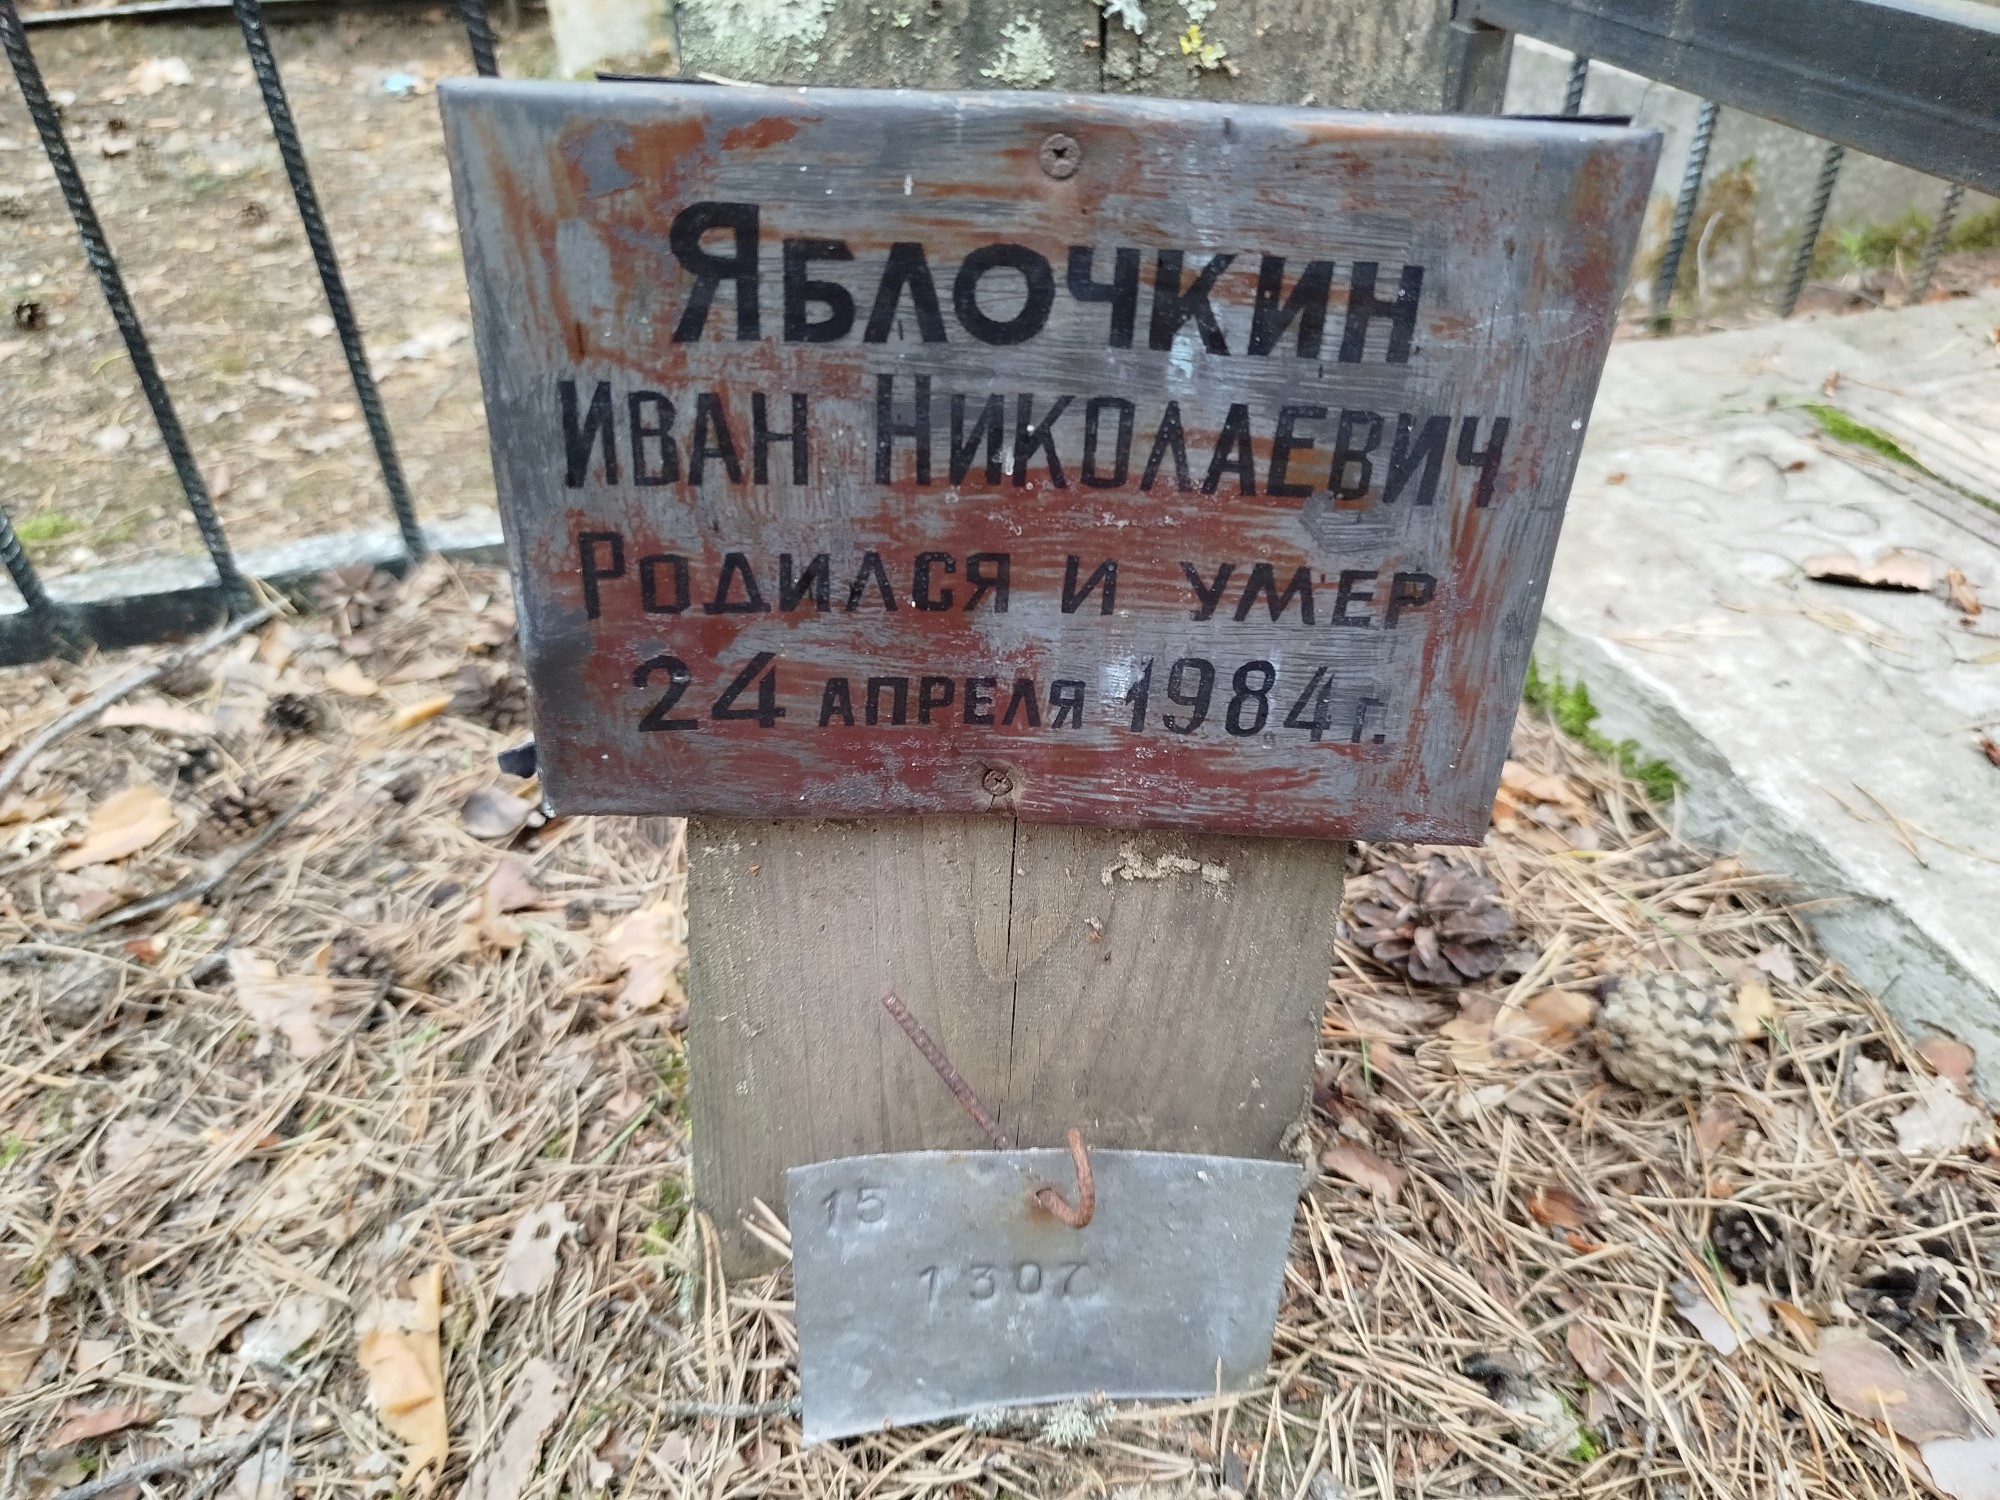 Яблочкин
Иван Николаевич
Родился и умер
24 апреля 1984 г.
15
1307